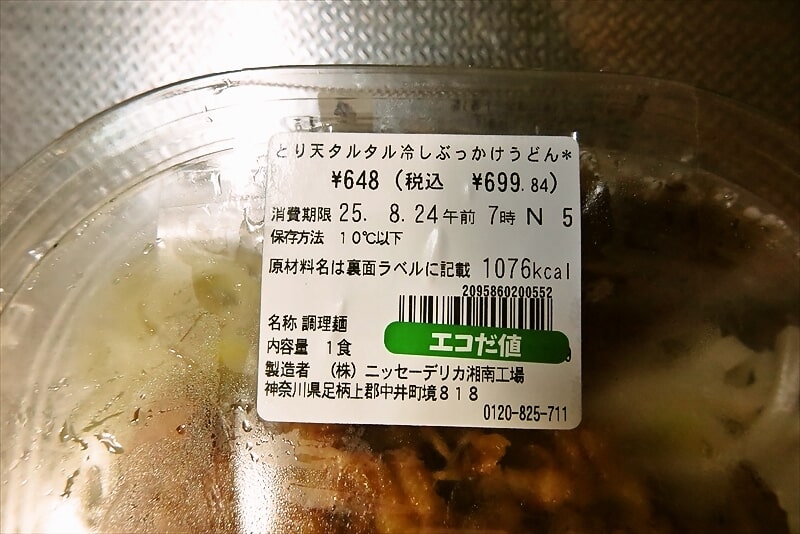 とり天タルタル冷しぶっかけうどん*
¥648 (税込 ¥699.84)
消費期限 25. 8.24午前 7時 N 5
保存方法 10℃以下
原材料名は裏面ラベルに記載 1076kcal
2095860200552
エコだ値
名称 調理麺
内容量 1食
製造者 (株)ニッセーデリカ湘南工場
神奈川県足柄上郡中井町境818
0120-825-711